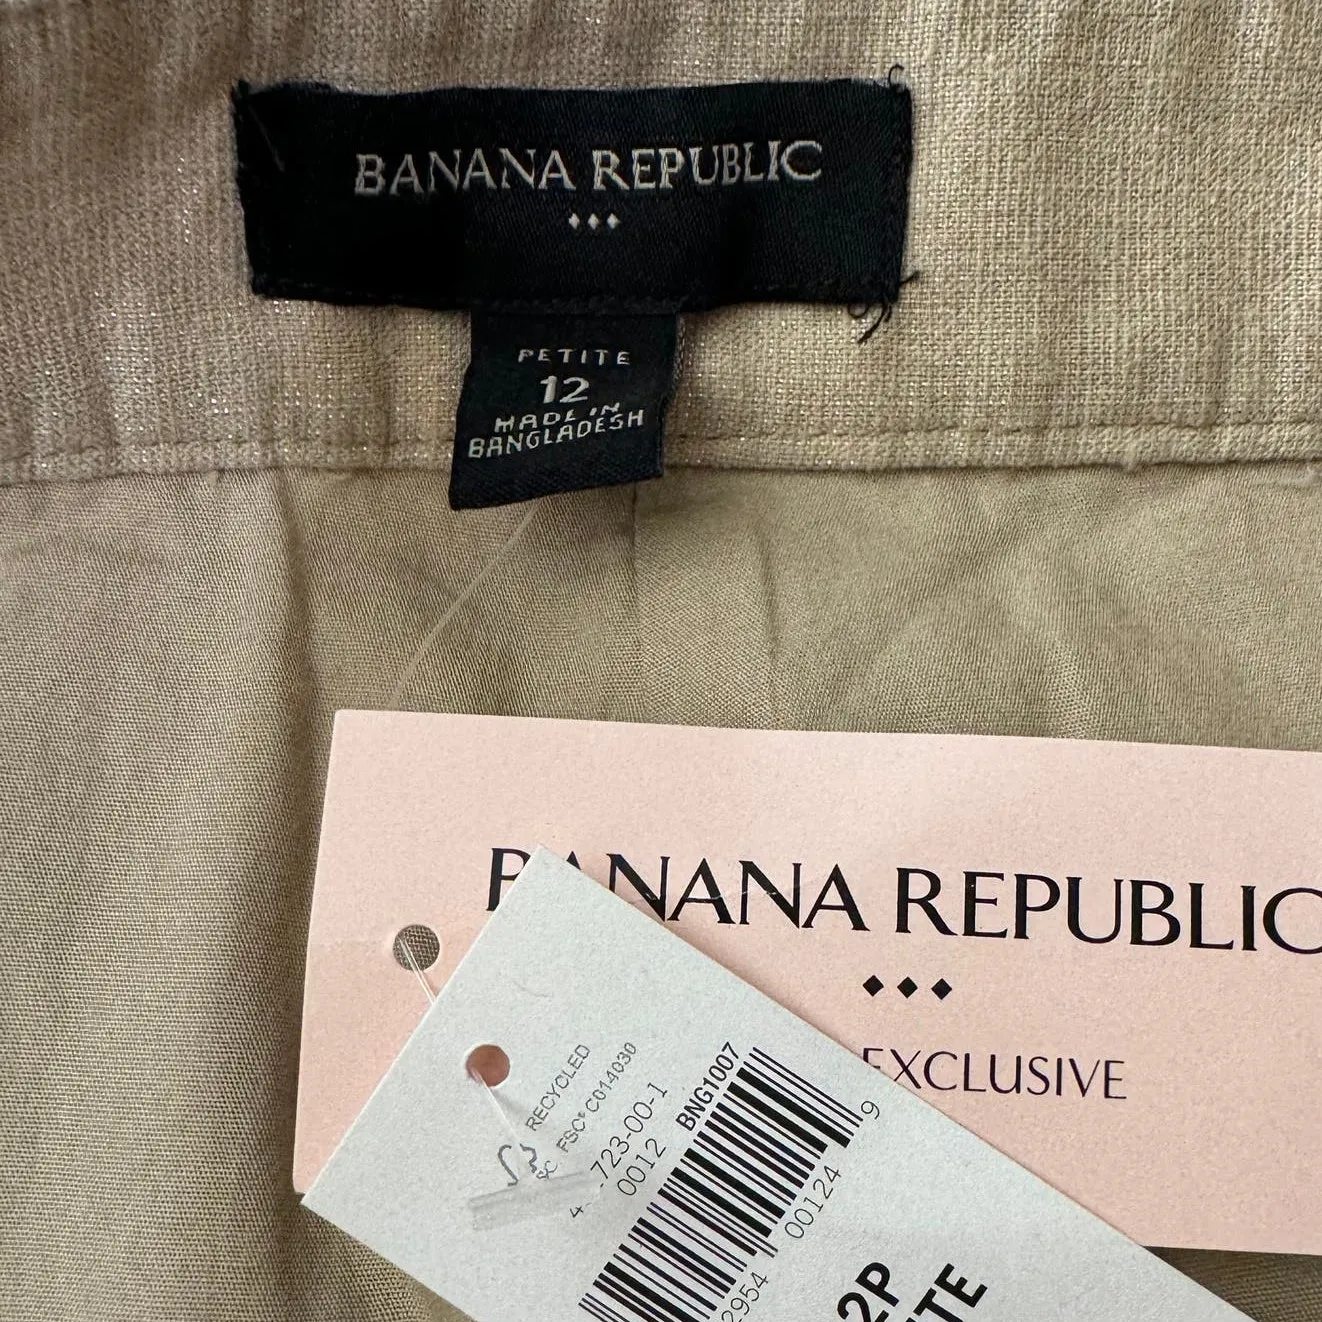 BANANA REPUBLIC
PETITE
12
MADE IN
BANGLADESH
BANANA REPUBLIC
EXCLUSIVE
RECYCLED
FSC® C014030
723-00-1
0012
BNG1007
2954
00124
9